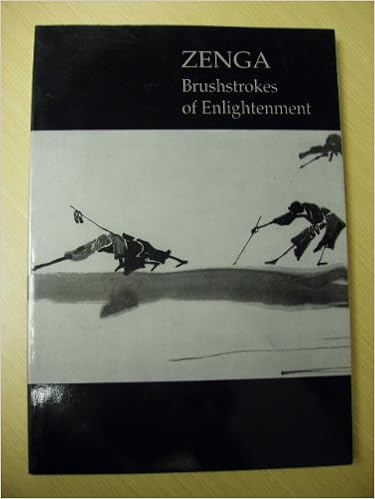 ZENGA
Brushstrokes
of Enlightenment